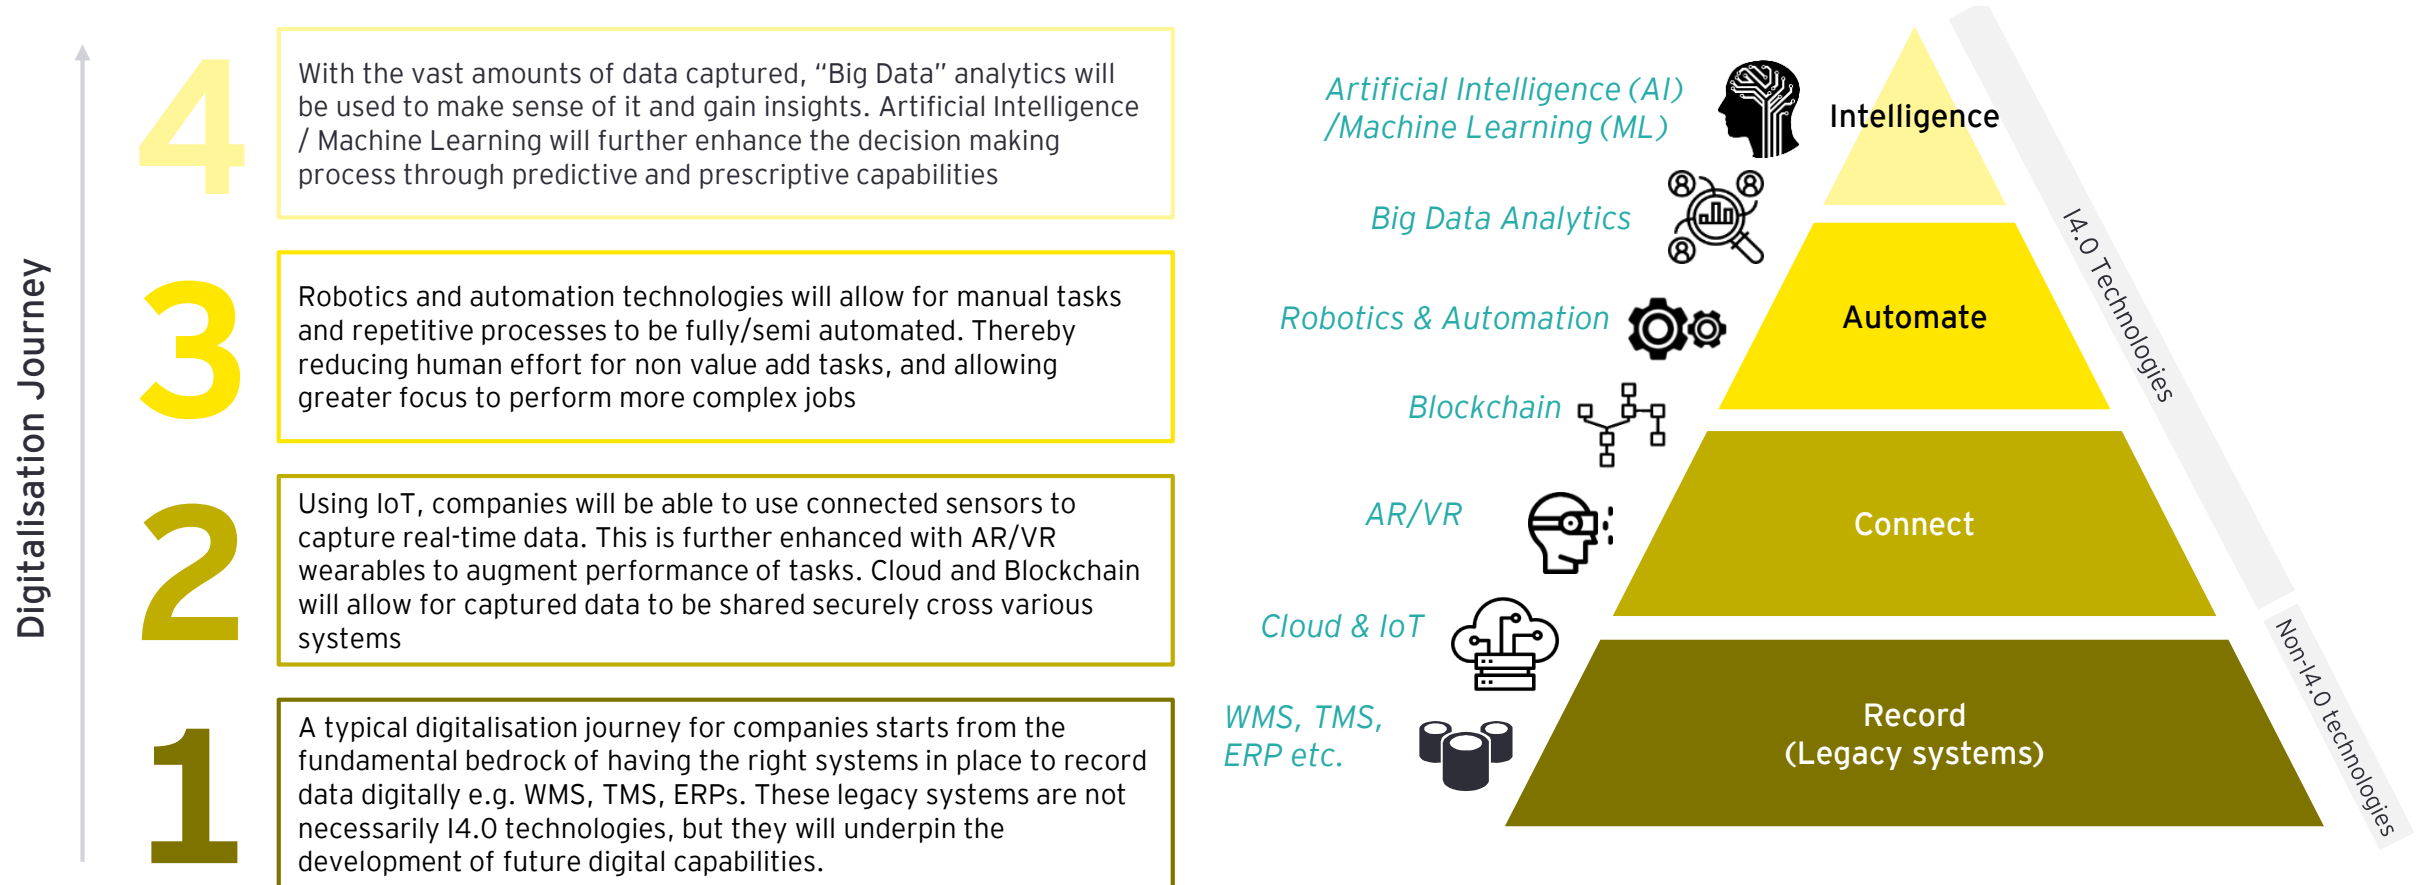 Digitalisation Journey
4
With the vast amounts of data captured, “Big Data” analytics will
be used to make sense of it and gain insights. Artificial Intelligence
/ Machine Learning will further enhance the decision making
process through predictive and prescriptive capabilities
3
Robotics and automation technologies will allow for manual tasks
and repetitive processes to be fully/semi automated. Thereby
reducing human effort for non value add tasks, and allowing
greater focus to perform more complex jobs
2
Using IoT, companies will be able to use connected sensors to
capture real-time data. This is further enhanced with AR/VR
wearables to augment performance of tasks. Cloud and Blockchain
will allow for captured data to be shared securely cross various
systems
1
A typical digitalisation journey for companies starts from the
fundamental bedrock of having the right systems in place to record
data digitally e.g. WMS, TMS, ERPs. These legacy systems are not
necessarily I4.0 technologies, but they will underpin the
development of future digital capabilities.
Artificial Intelligence (AI)
/Machine Learning (ML)
Big Data Analytics
Robotics & Automation
Blockchain
AR/VR
Cloud & IoT
WMS, TMS,
ERP etc.
Intelligence
Automate
Connect
Record
(Legacy systems)
I4.0 Technologies
Non-I4.0 technologies